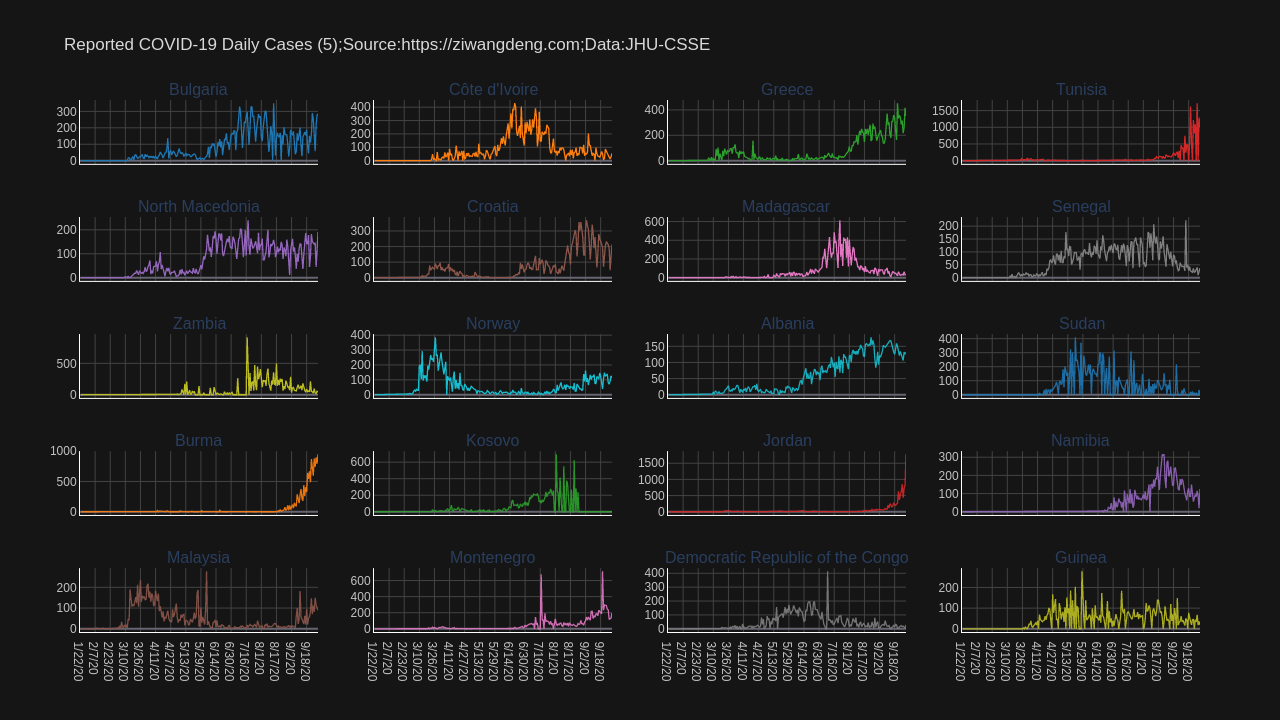 Reported COVID-19 Daily Cases (5);Source:https://ziwangdeng.com;Data:JHU-CSSE
Bulgaria Côte d'Ivoire Greece Tunisia
300 400 400 1500
200 300 200 1000
100 200 0 500
0 100 0
0
North Macedonia Croatia Madagascar Senegal
200 300 600 200
100 200 400 150
0 100 200 100
0 0 50
0
Zambia Norway Albania Sudan
500 400 150 400
0 300 100 300
200 50 200
100 0 100
0 0
Burma Kosovo Jordan Namibia
1000 600 1500 300
500 400 1000 200
0 200 500 100
0 0 0
Malaysia Montenegro Democratic Republic of the Congo Guinea
200 600 400 200
100 400 300 100
0 200 200 0
0 100
0
1/22/20 2/7/20 2/23/20 3/10/20 3/26/20 4/11/20 4/27/20 5/13/20 5/29/20 6/14/20 6/30/20 7/16/20 8/1/20 8/17/20 9/2/20 9/18/20
1/22/20 2/7/20 2/23/20 3/10/20 3/26/20 4/11/20 4/27/20 5/13/20 5/29/20 6/14/20 6/30/20 7/16/20 8/1/20 8/17/20 9/2/20 9/18/20
1/22/20 2/7/20 2/23/20 3/10/20 3/26/20 4/11/20 4/27/20 5/13/20 5/29/20 6/14/20 6/30/20 7/16/20 8/1/20 8/17/20 9/2/20 9/18/20
1/22/20 2/7/20 2/23/20 3/10/20 3/26/20 4/11/20 4/27/20 5/13/20 5/29/20 6/14/20 6/30/20 7/16/20 8/1/20 8/17/20 9/2/20 9/18/20